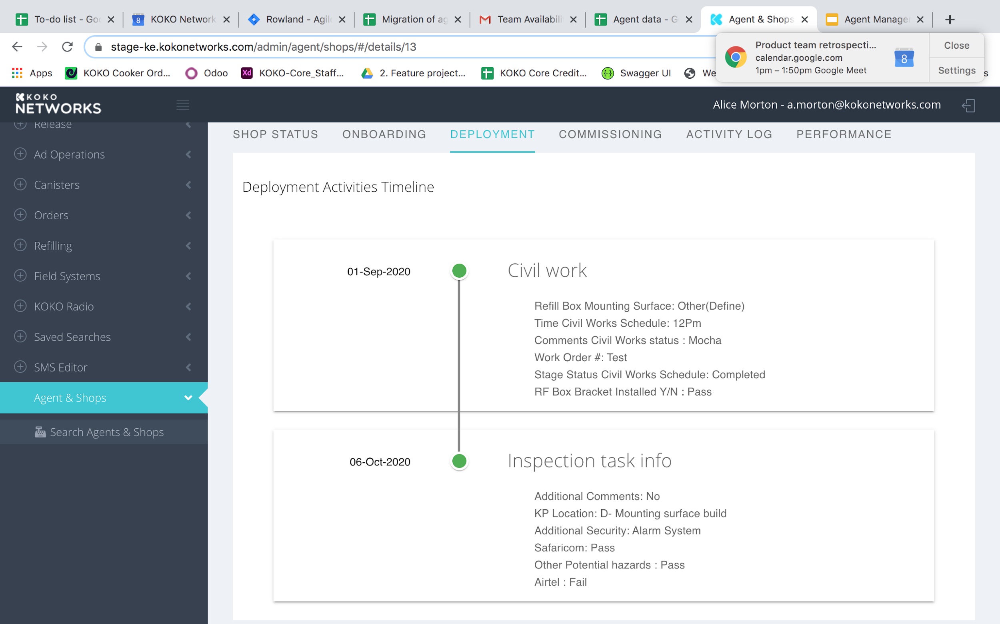 To-do list - Goo
KOKO Network
Rowland - Agile
Migration of ag
Team Availabili
Agent data - G
Agent & Shops
Agent Manager
stage-ke.kokonetworks.com/admin/agent/shops/#/details/13
Product team retrospecti...
calendar.google.com
1pm – 1:50pm Google Meet
8
Close
Settings
Apps
KOKO Cooker Ord...
Odoo
Xd
KOKO-Core_Staff...
2. Feature project...
KOKO Core Credit...
Swagger UI
We
s
KOKO
NETWORKS
Alice Morton - a.morton@kokonetworks.com
Release
Ad Operations
Canisters
Orders
Refilling
Field Systems
KOKO Radio
Saved Searches
SMS Editor
Agent & Shops
Search Agents & Shops
SHOP STATUS
ONBOARDING
DEPLOYMENT
COMMISSIONING
ACTIVITY LOG
PERFORMANCE
Deployment Activities Timeline
01-Sep-2020
Civil work
Refill Box Mounting Surface: Other(Define)
Time Civil Works Schedule: 12Pm
Comments Civil Works status : Mocha
Work Order #: Test
Stage Status Civil Works Schedule: Completed
RF Box Bracket Installed Y/N : Pass
06-Oct-2020
Inspection task info
Additional Comments: No
KP Location: D- Mounting surface build
Additional Security: Alarm System
Safaricom: Pass
Other Potential hazards : Pass
Airtel : Fail